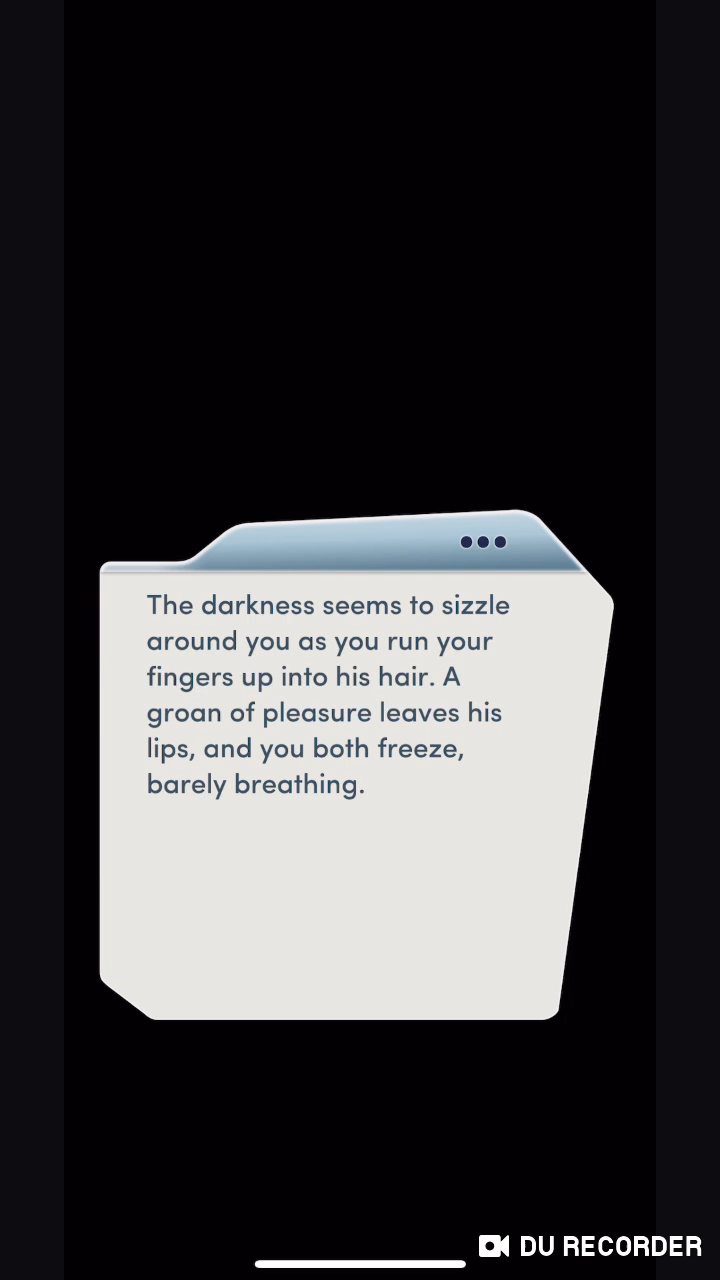 The darkness seems to sizzle
around you as you run your
fingers up into his hair. A
groan of pleasure leaves his
lips, and you both freeze,
barely breathing.
DU RECORDER